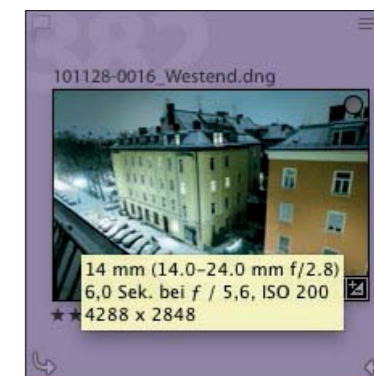 382
101128-0016_Westend.dng
14 mm (14.0–24.0 mm f/2.8)
6,0 Sek. bei ƒ / 5,6, ISO 200
★★4288 x 2848